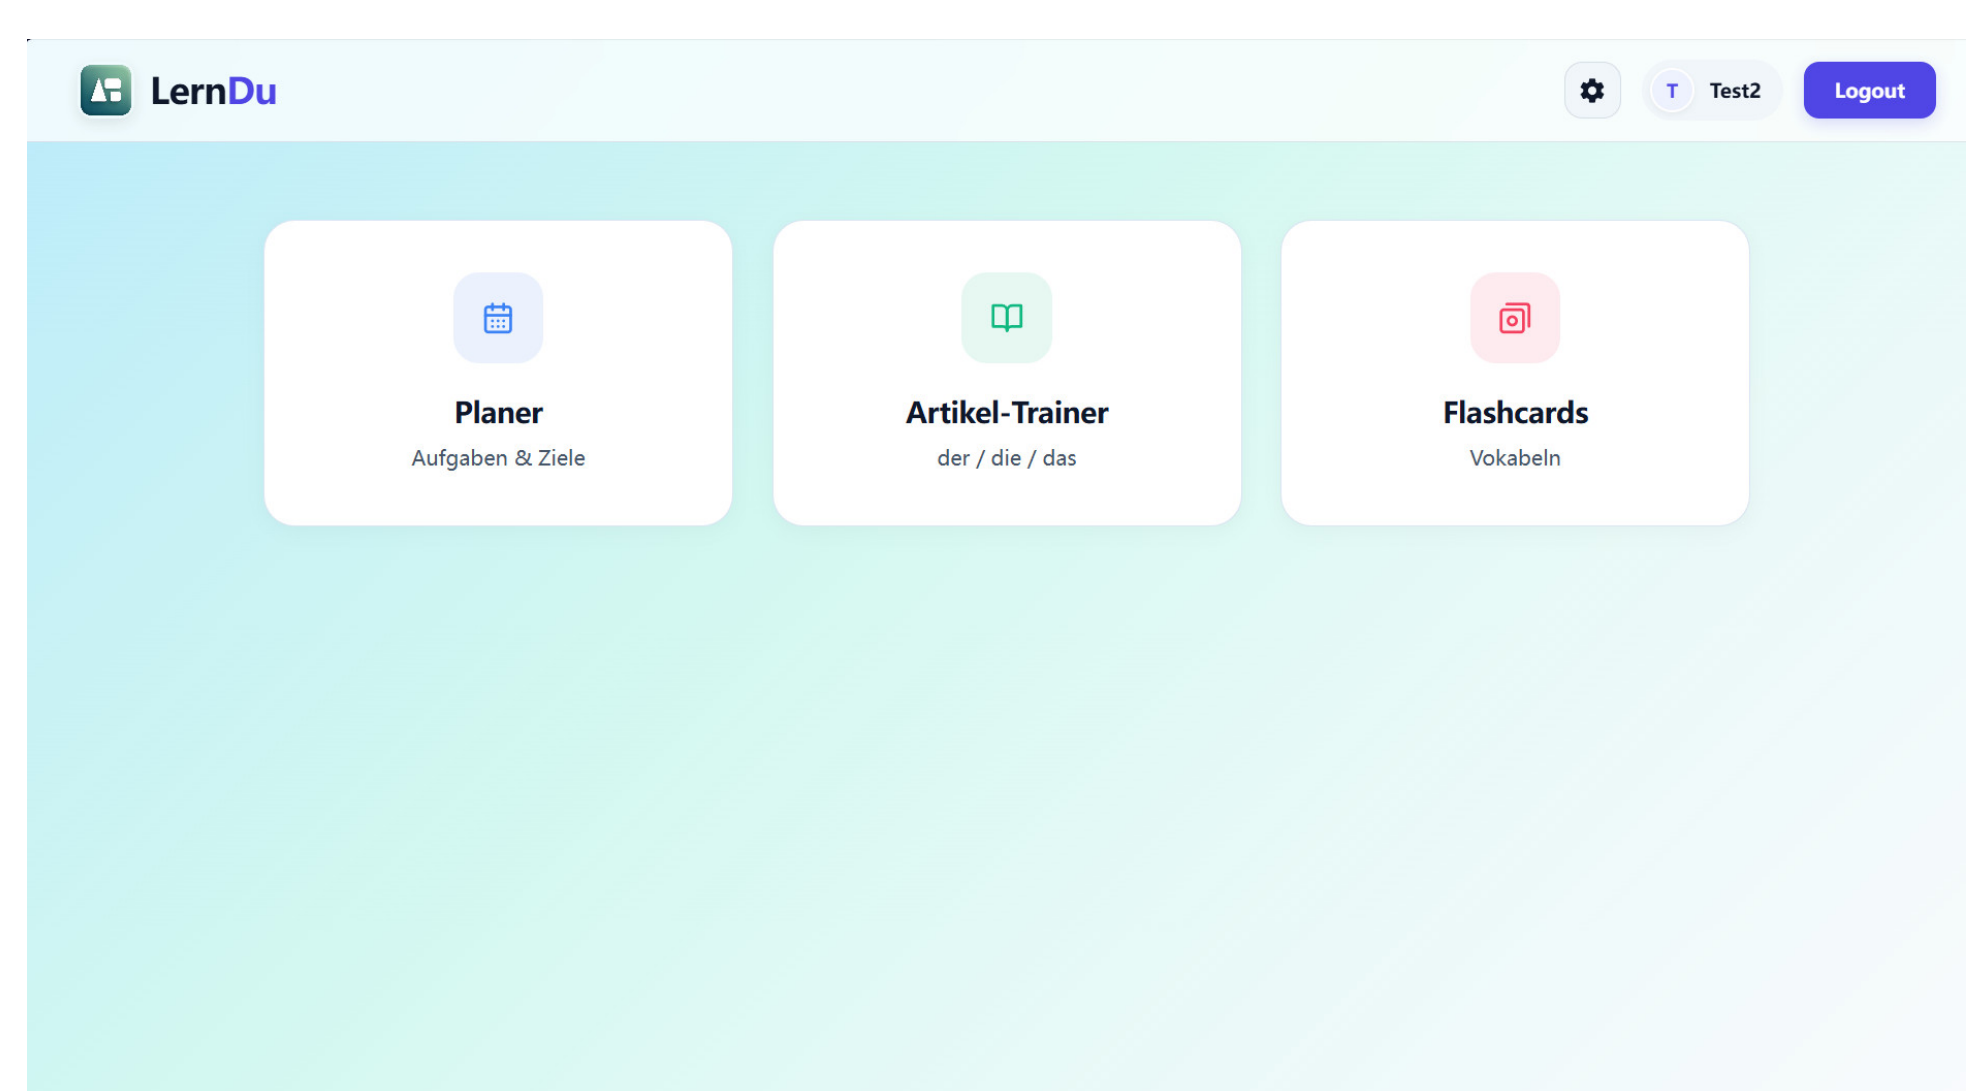 LernDu
T Test2
Logout
Planer
Aufgaben & Ziele
Artikel-Trainer
der / die / das
Flashcards
Vokabeln